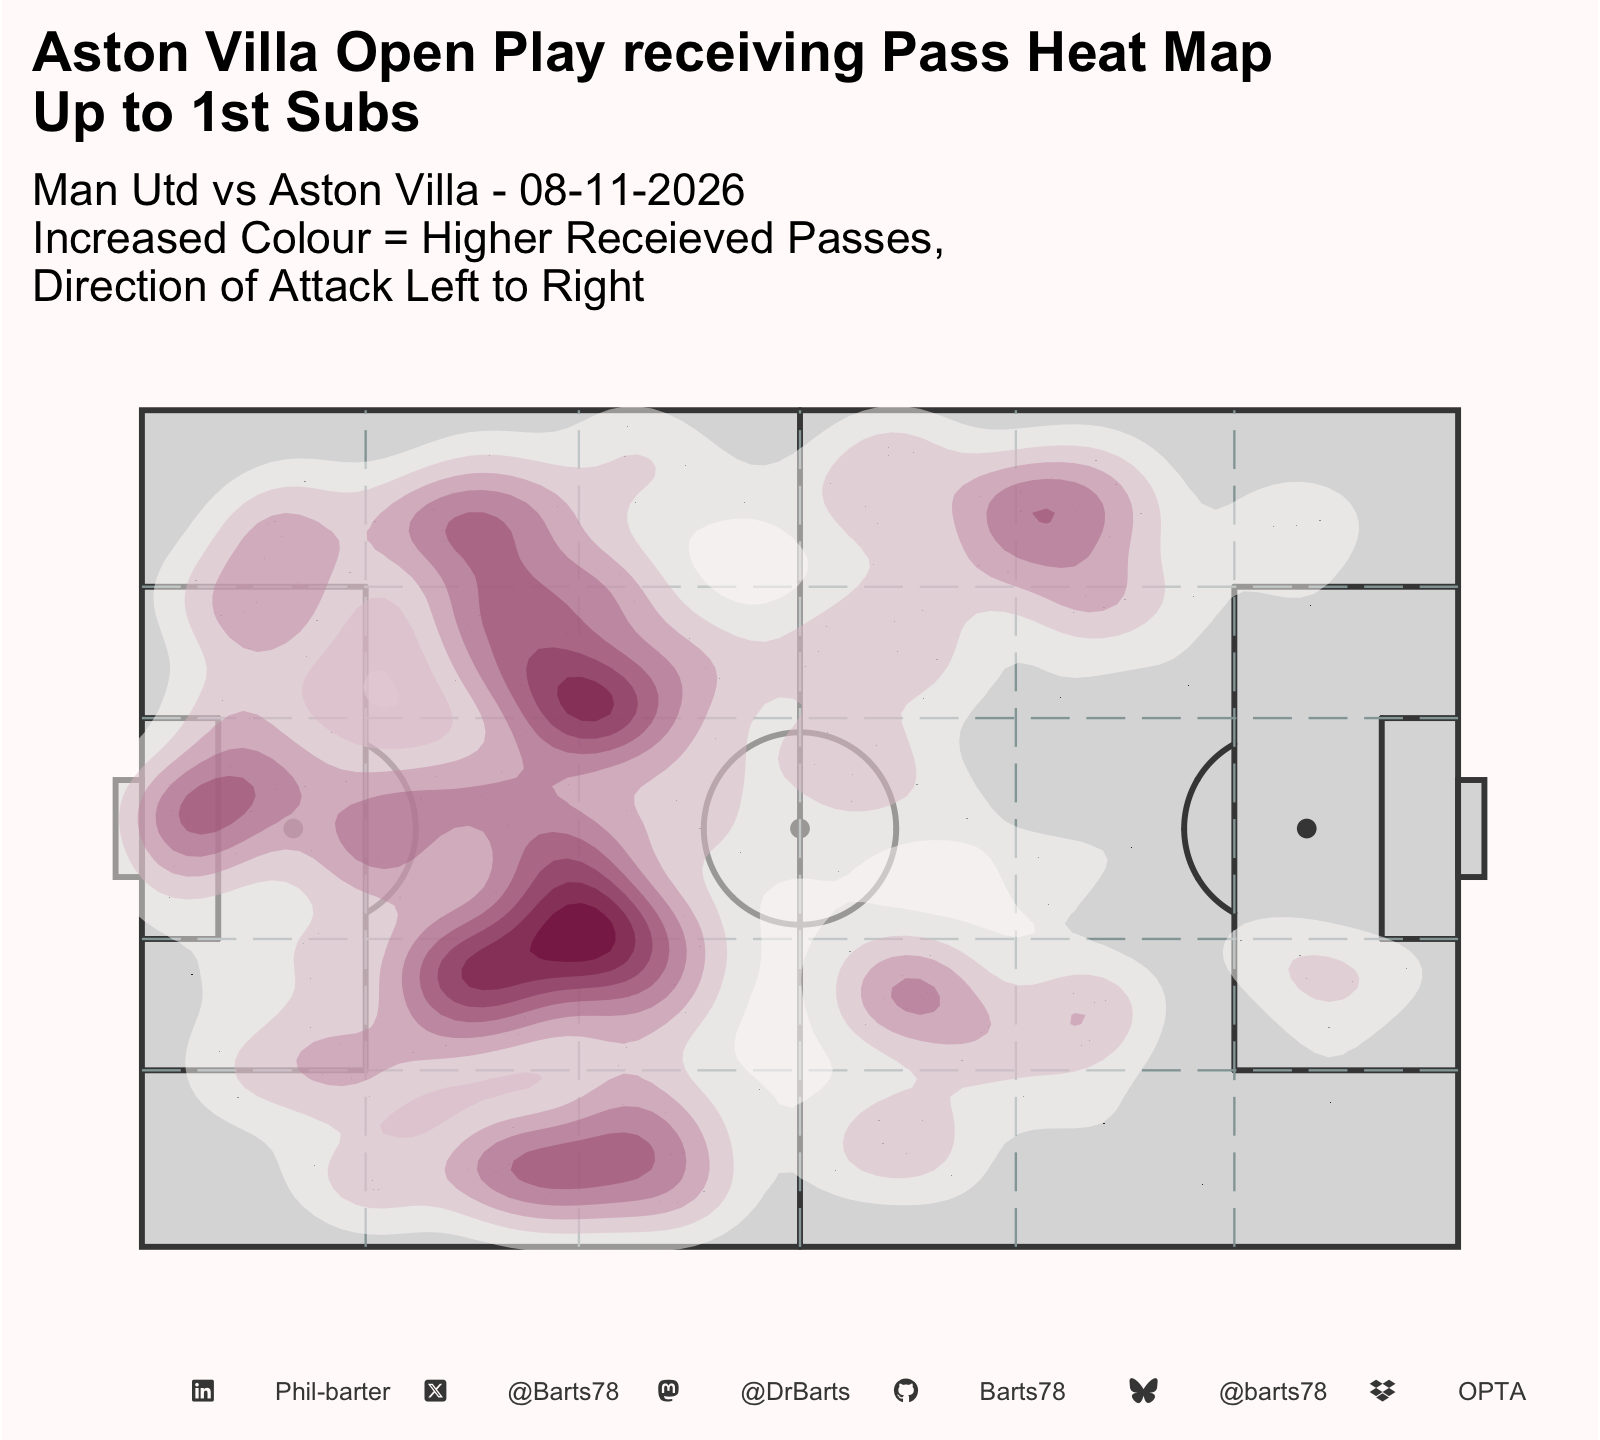 Aston Villa Open Play receiving Pass Heat Map
Up to 1st Subs
Man Utd vs Aston Villa - 08-11-2026
Increased Colour = Higher Receieved Passes,
Direction of Attack Left to Right
Phil-barter @Barts78 @DrBarts Barts78 @barts78 OPTA